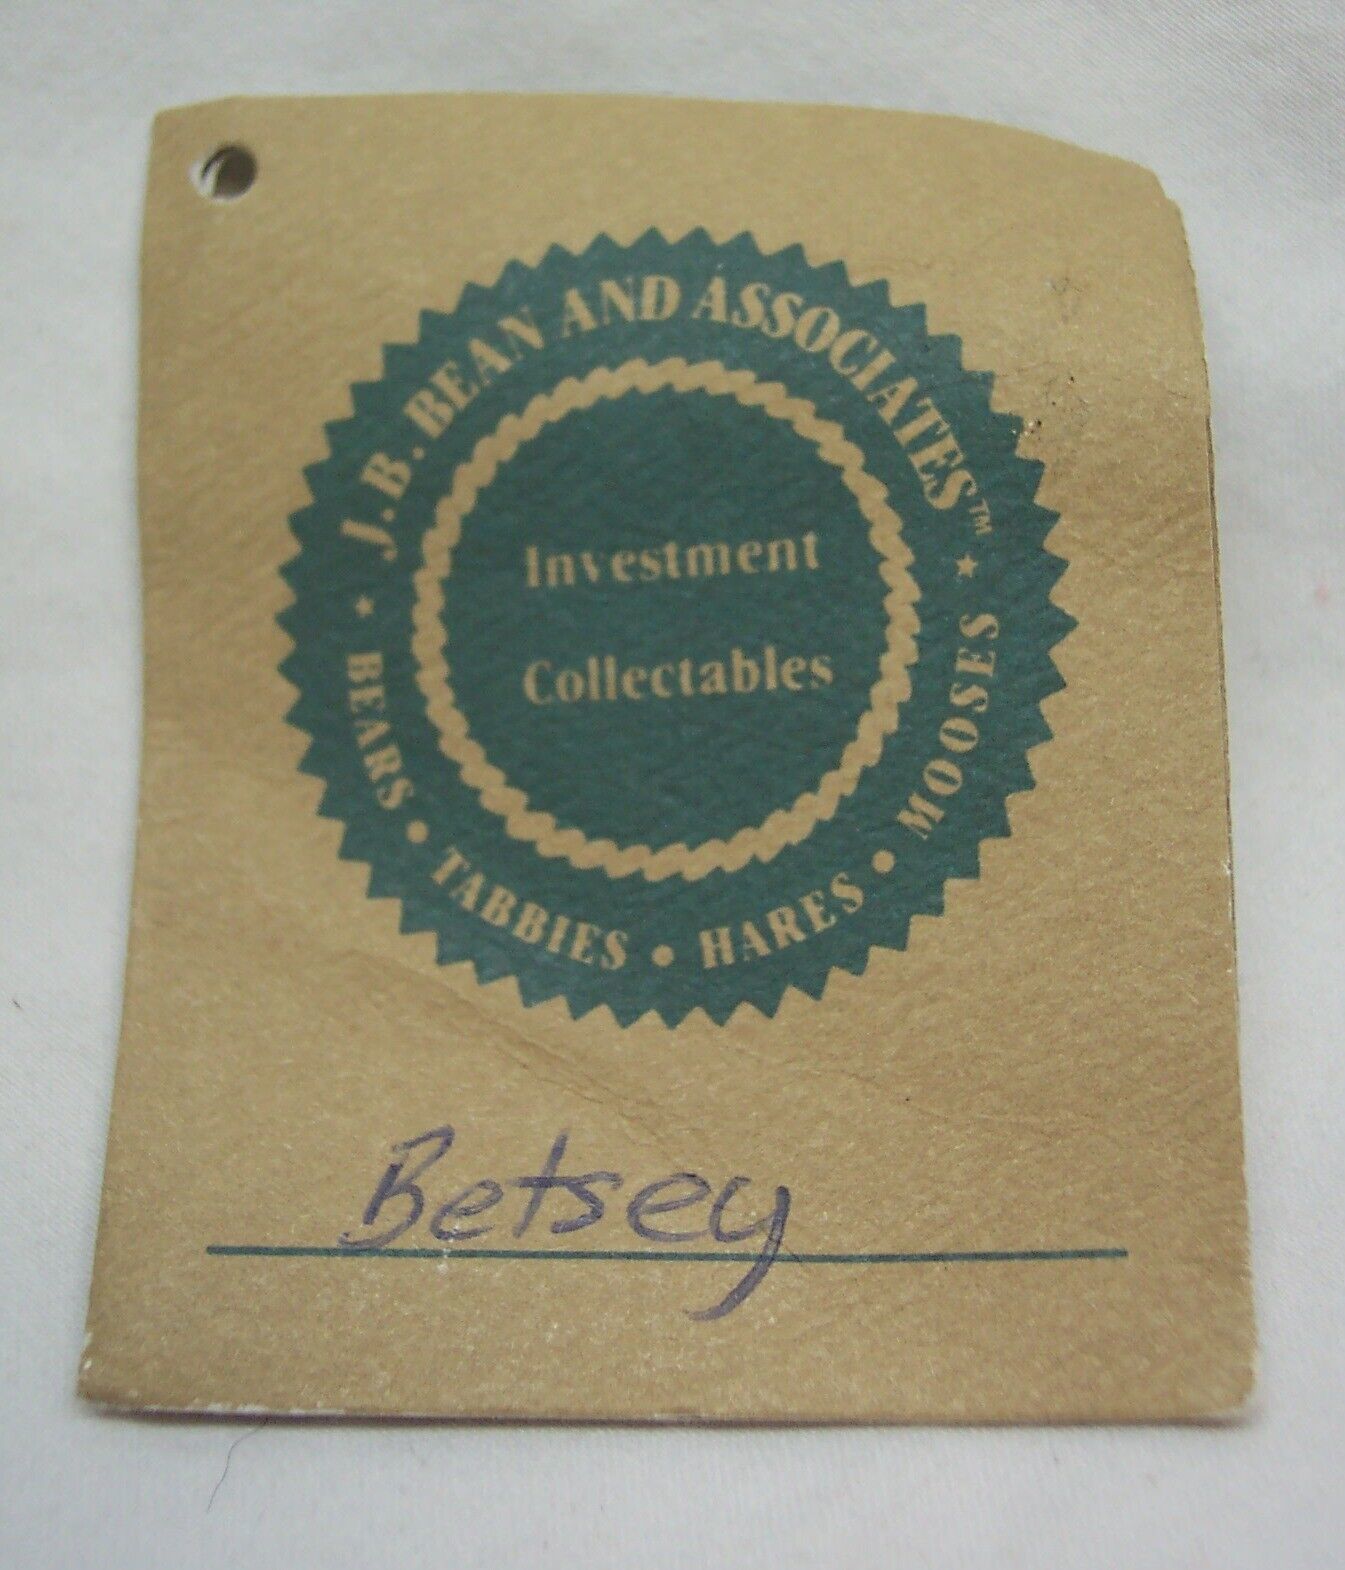 J.B. BEAN AND ASSOCIATES™
Investment
Collectables
★ BEARS • TABBIES • HARES • MOOSES ★
Betsey